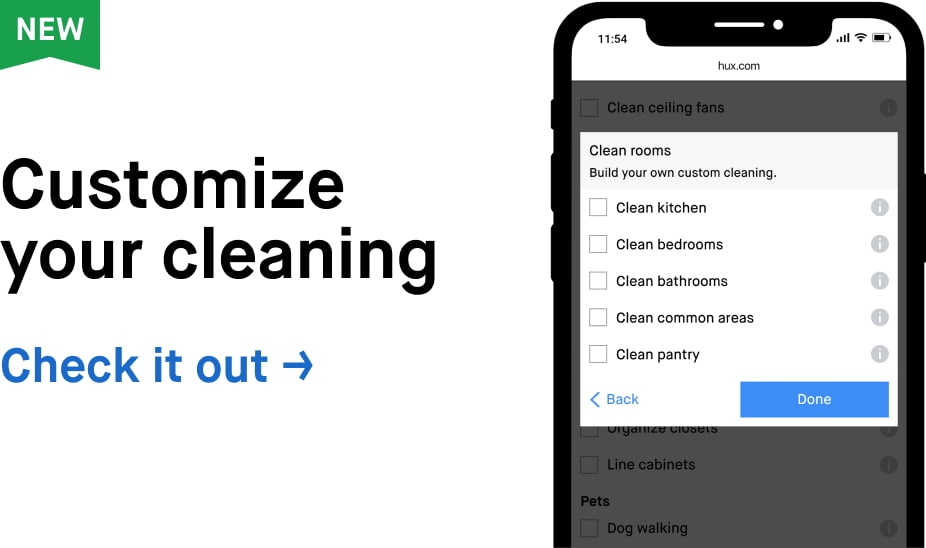 NEW
Customize
your cleaning
Check it out →
11:54
hux.com
Clean ceiling fans
Clean rooms
Build your own custom cleaning.
Clean kitchen
Clean bedrooms
Clean bathrooms
Clean common areas
Clean pantry
Back
Done
Organize closets
Line cabinets
Pets
Dog walking